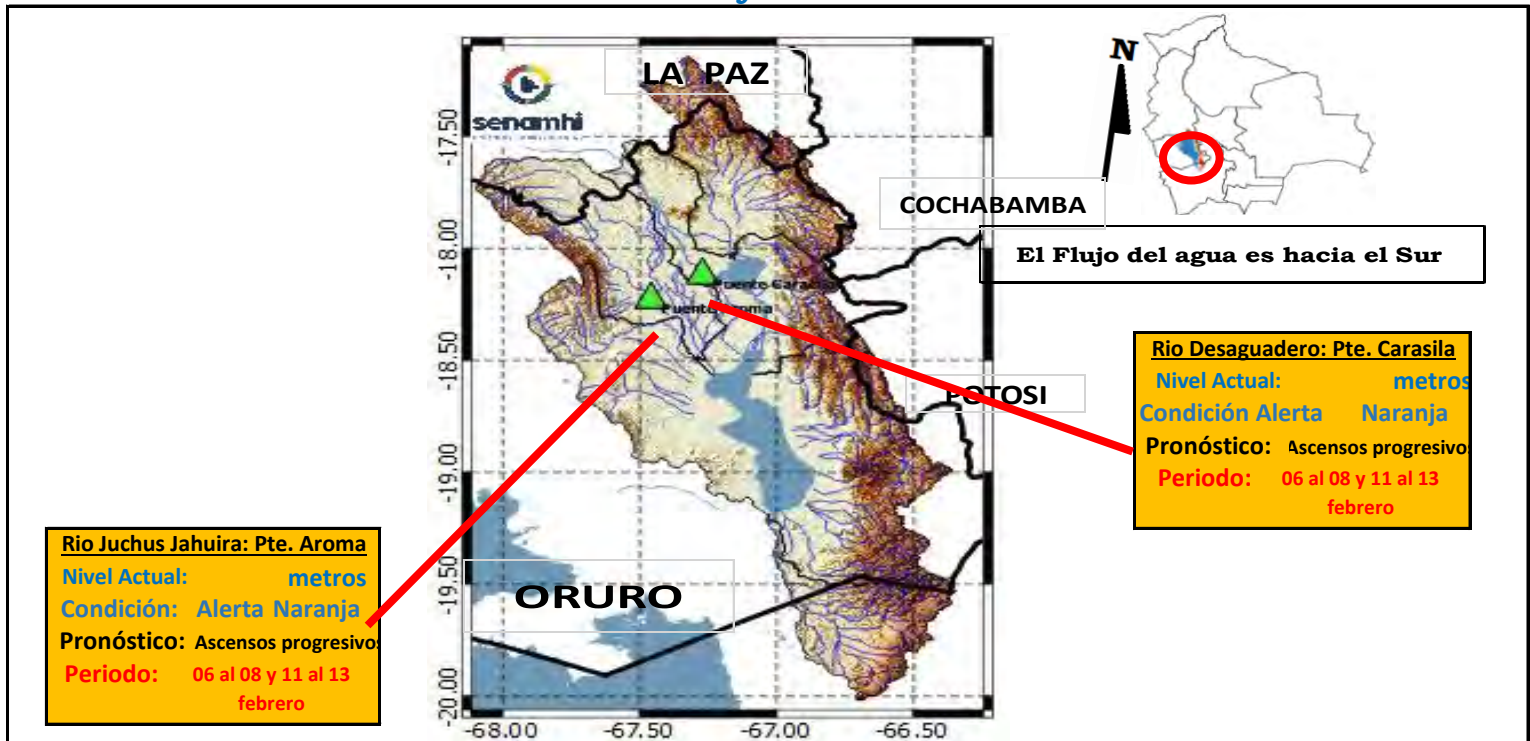 LA PAZ
senamhi
N
COCHABAMBA
El Flujo del agua es hacia el Sur
POTOSI
ORURO
Puente Aroma
Rio Desaguadero: Pte. Carasila
Nivel Actual: metros
Condición Alerta Naranja
Pronóstico: Ascensos progresivo
Periodo: 06 al 08 y 11 al 13
febrero
Rio Juchus Jahuira: Pte. Aroma
Nivel Actual: metros
Condición: Alerta Naranja
Pronóstico: Ascensos progresivo
Periodo: 06 al 08 y 11 al 13
febrero
-17.50
-18.00
-18.50
-19.00
-19.50
-20.00
-68.00 -67.50 -67.00 -66.50